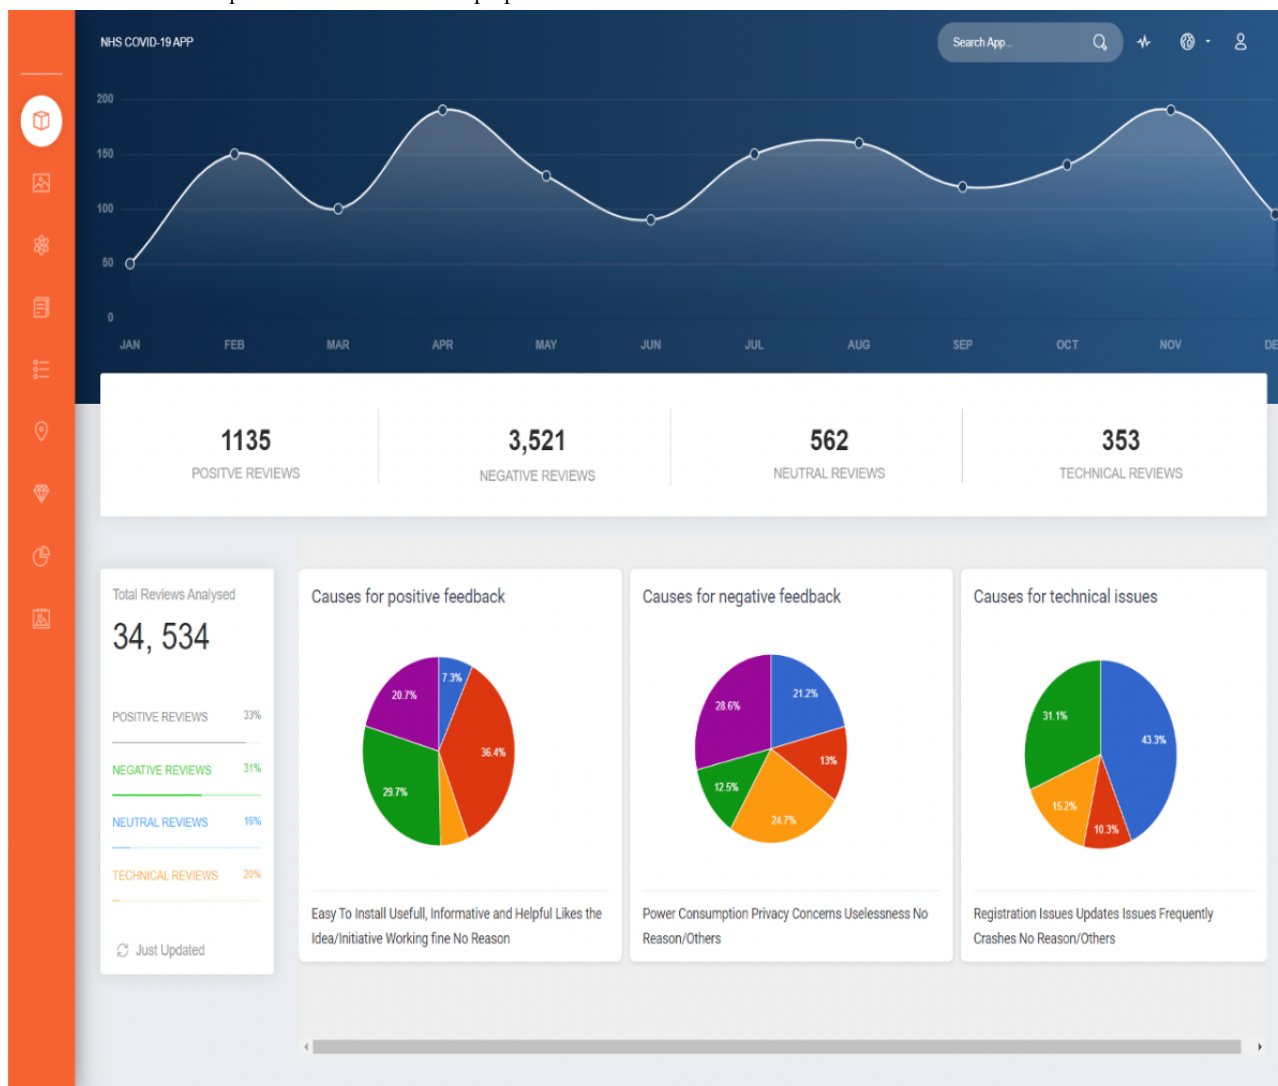 NHS COVID-19 APP
Search App...
200
150
100
50
0
JAN FEB MAR APR MAY JUN JUL AUG SEP OCT NOV DE
1135 3,521 562 353
POSITVE REVIEWS NEGATIVE REVIEWS NEUTRAL REVIEWS TECHNICAL REVIEWS
Total Reviews Analysed
34, 534
POSITIVE REVIEWS 33%
NEGATIVE REVIEWS 31%
NEUTRAL REVIEWS 16%
TECHNICAL REVIEWS 20%
Just Updated
Causes for positive feedback
7.3%
20.7%
36.4%
29.7%
Easy To Install Usefull, Informative and Helpful Likes the
Idea/Initiative Working fine No Reason
Causes for negative feedback
21.2%
28.6%
13%
12.5%
24.7%
Power Consumption Privacy Concerns Uselessness No
Reason/Others
Causes for technical issues
31.1%
43.3%
15.2%
10.3%
Registration Issues Updates Issues Frequently
Crashes No Reason/Others